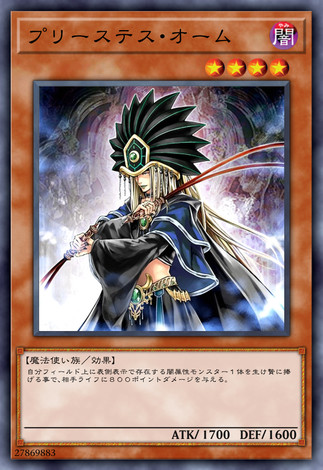 プリーステス・オーム
闇
やみ
【魔法使い族／効果】
自分フィールド上に表側表示で存在する闇属性モンスター１体を生け贄に捧
げる事で、相手ライフに８００ポイントダメージを与える。
ATK/ 1700 DEF/1600
27869883